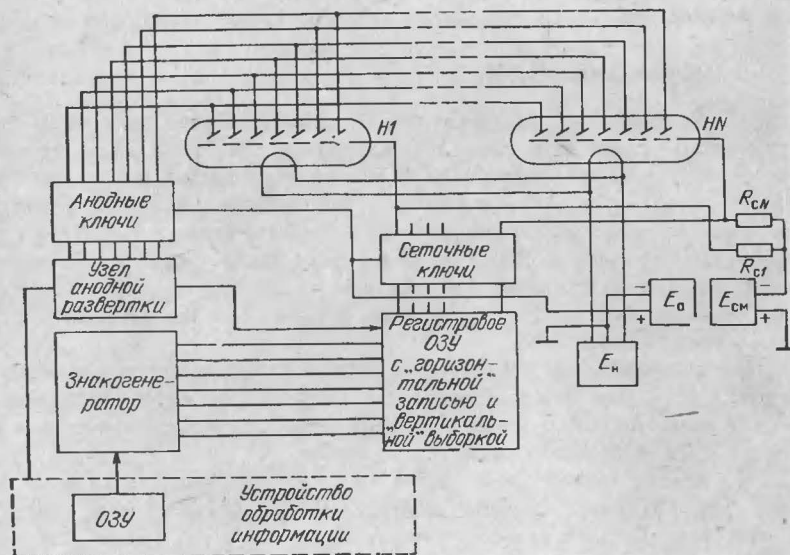 H1
HN
Анодные
ключи
Сеточные
ключи
R_CN
R_C1
Узел
анодной
развертки
− E_a +
− E_см +
Регистровое
ОЗУ
с „горизон-
тальной“
записью и
„вертикаль-
ной“ выборкой
E_н
Знакогене-
ратор
ОЗУ
Устройство
обработки
информации